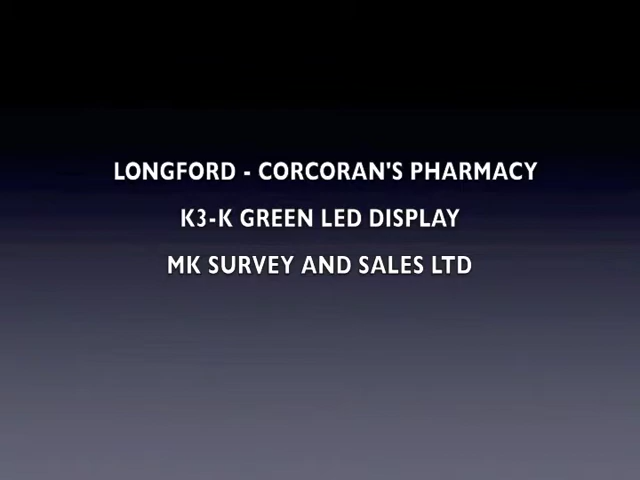 LONGFORD - CORCORAN'S PHARMACY
K3-K GREEN LED DISPLAY
MK SURVEY AND SALES LTD